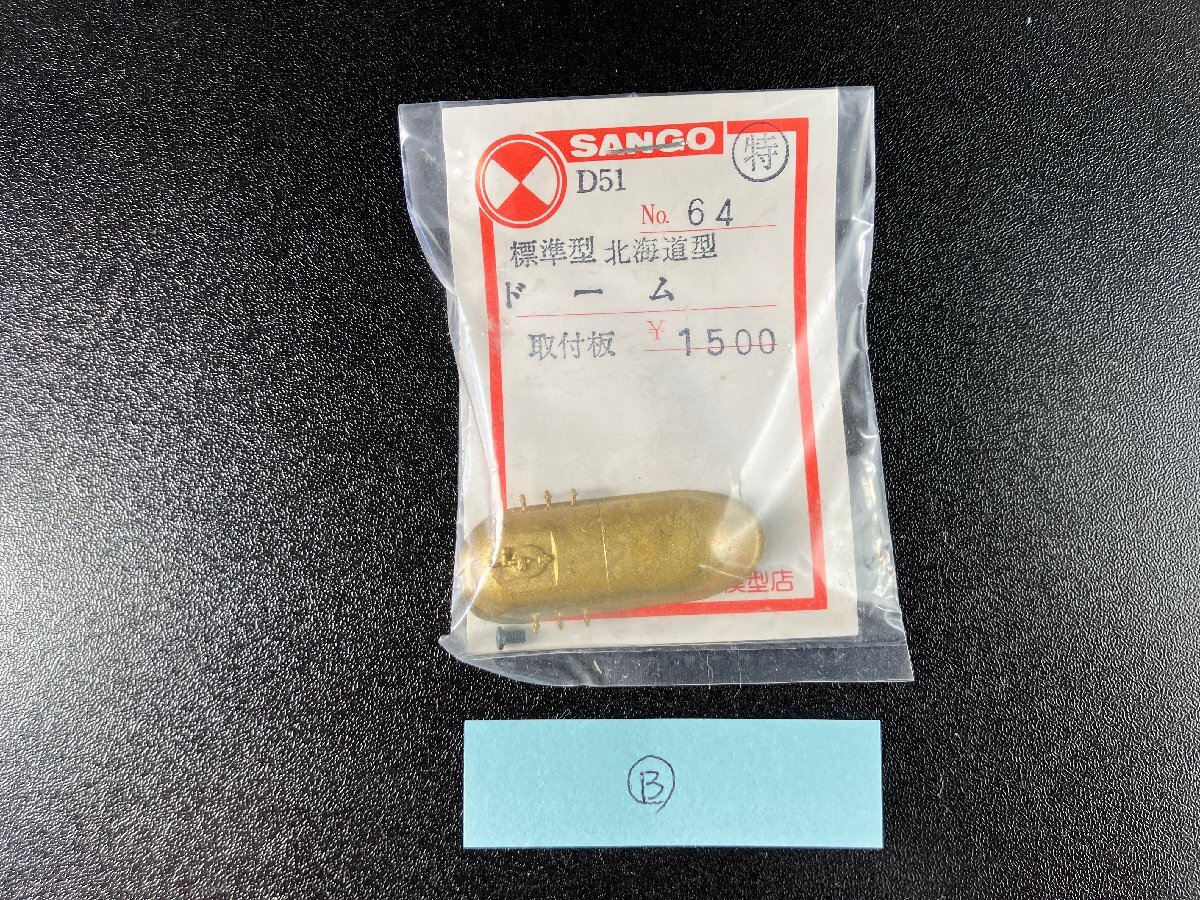 SANGO 特
D51
No. 64
標準型 北海道型
ドーム
取付板 ¥1500
模型店
B